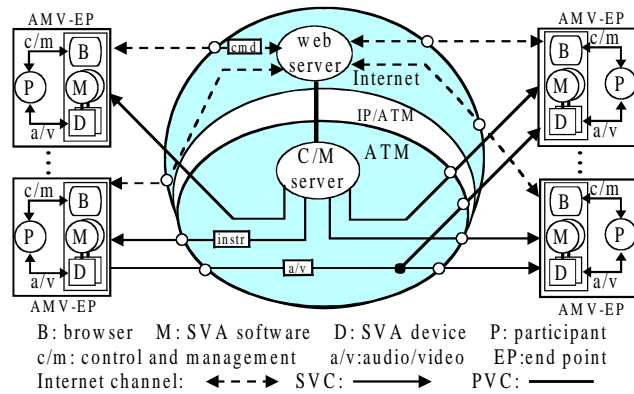 AMV-EP
AMV-EP
c/m
B
cmd
web
server
B
c/m
P
M
Internet
M
P
D
IP/ATM
D
a/v
a/v
C/M
server
ATM
c/m
B
B
c/m
P
M
instr
M
P
D
a/v
D
a/v
a/v
AMV-EP
AMV-EP
B: browser M: SVA software D: SVA device P: participant
c/m: control and management a/v:audio/video EP:end point
Internet channel: SVC: PVC: